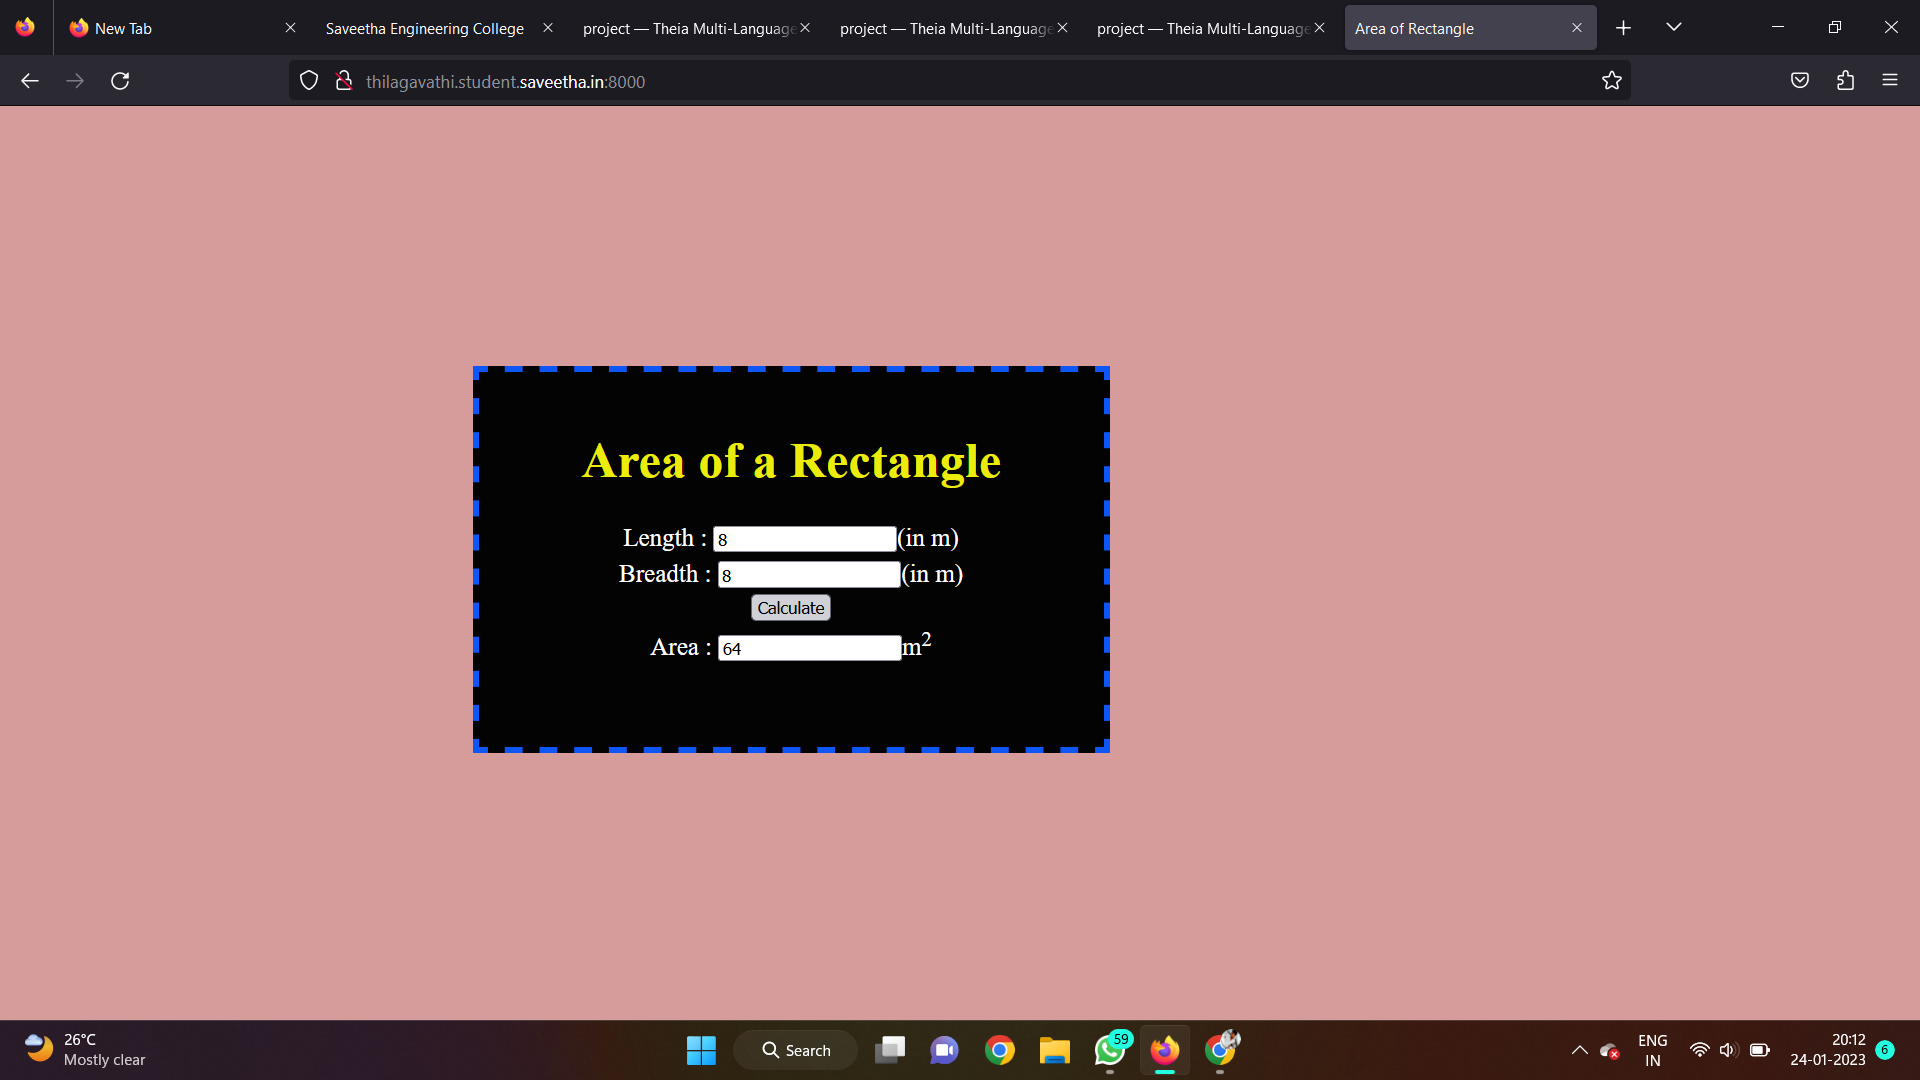 New Tab
Saveetha Engineering College
project — Theia Multi-Language
project — Theia Multi-Language
project — Theia Multi-Language
Area of Rectangle
thilagavathi.student.saveetha.in:8000
Area of a Rectangle
Length : 8(in m)
Breadth : 8(in m)
Calculate
Area : 64m²
26°C
Mostly clear
Search
59
ENG
IN
20:12
24-01-2023
6